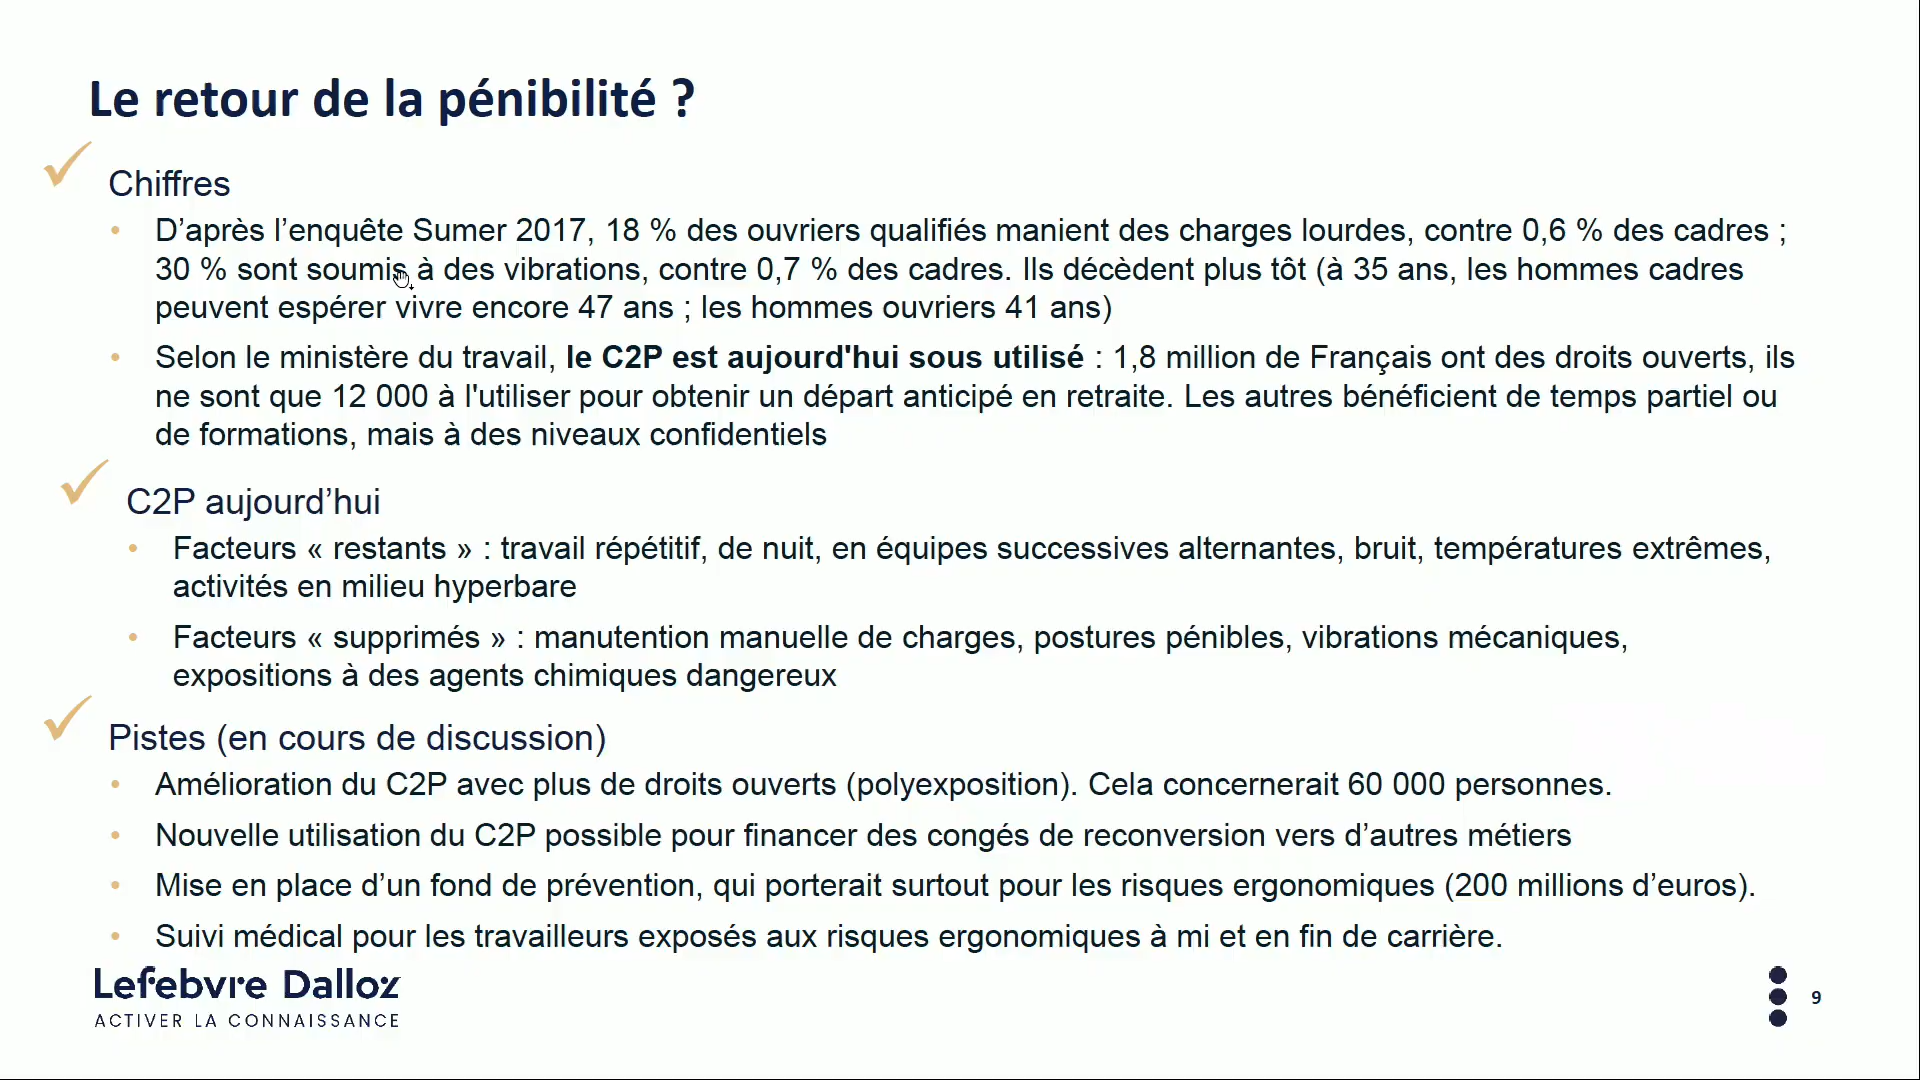 Le retour de la pénibilité ?
Chiffres
• D’après l’enquête Sumer 2017, 18 % des ouvriers qualifiés manient des charges lourdes, contre 0,6 % des cadres ;
30 % sont soumis à des vibrations, contre 0,7 % des cadres. Ils décèdent plus tôt (à 35 ans, les hommes cadres
peuvent espérer vivre encore 47 ans ; les hommes ouvriers 41 ans)
• Selon le ministère du travail, le C2P est aujourd'hui sous utilisé : 1,8 million de Français ont des droits ouverts, ils
ne sont que 12 000 à l'utiliser pour obtenir un départ anticipé en retraite. Les autres bénéficient de temps partiel ou
de formations, mais à des niveaux confidentiels
C2P aujourd’hui
• Facteurs « restants » : travail répétitif, de nuit, en équipes successives alternantes, bruit, températures extrêmes,
activités en milieu hyperbare
• Facteurs « supprimés » : manutention manuelle de charges, postures pénibles, vibrations mécaniques,
expositions à des agents chimiques dangereux
Pistes (en cours de discussion)
• Amélioration du C2P avec plus de droits ouverts (polyexposition). Cela concernerait 60 000 personnes.
• Nouvelle utilisation du C2P possible pour financer des congés de reconversion vers d’autres métiers
• Mise en place d’un fond de prévention, qui porterait surtout pour les risques ergonomiques (200 millions d’euros).
• Suivi médical pour les travailleurs exposés aux risques ergonomiques à mi et en fin de carrière.
Lefebvre Dalloz
ACTIVER LA CONNAISSANCE
9